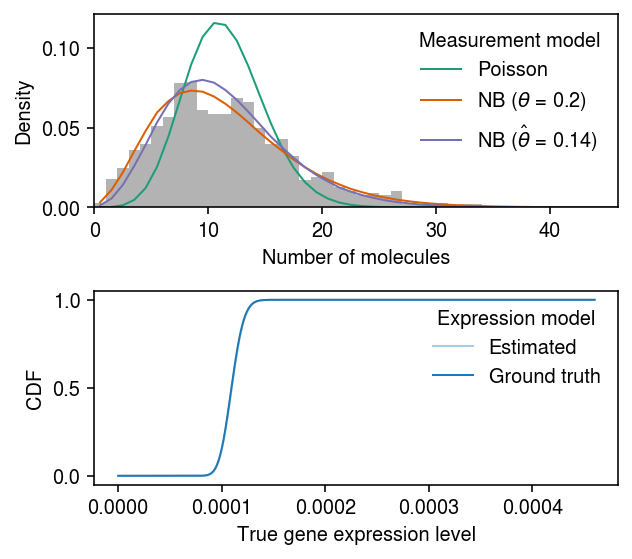 Measurement model
Poisson
NB (θ = 0.2)
NB (θ̂ = 0.14)
Density
0.10
0.05
0.00
0 10 20 30 40
Number of molecules
Expression model
Estimated
Ground truth
CDF
1.0
0.5
0.0
0.0000 0.0001 0.0002 0.0003 0.0004
True gene expression level